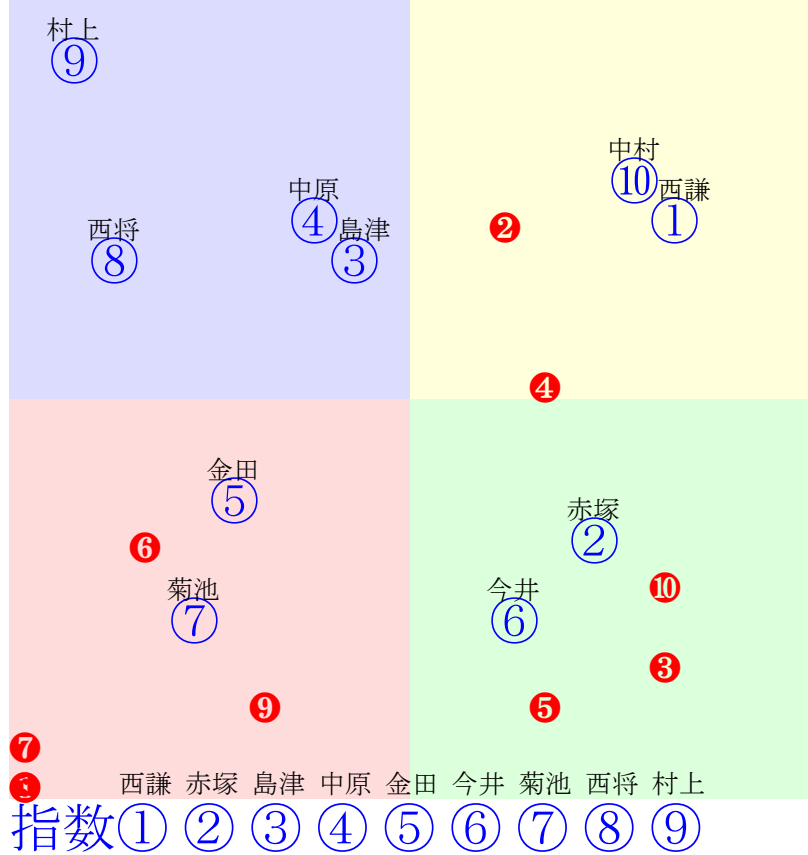 村上
⑨
中村
⑩
西謙
①
中原
④
島津
③
西将
⑧
❷
❹
金田
⑤
赤塚
②
❻
菊池
⑦
今井
⑥
❿
❸
❾
❺
❼
西謙 赤塚 島津 中原 金田 今井 菊池 西将 村上
指数① ② ③ ④ ⑤ ⑥ ⑦ ⑧ ⑨